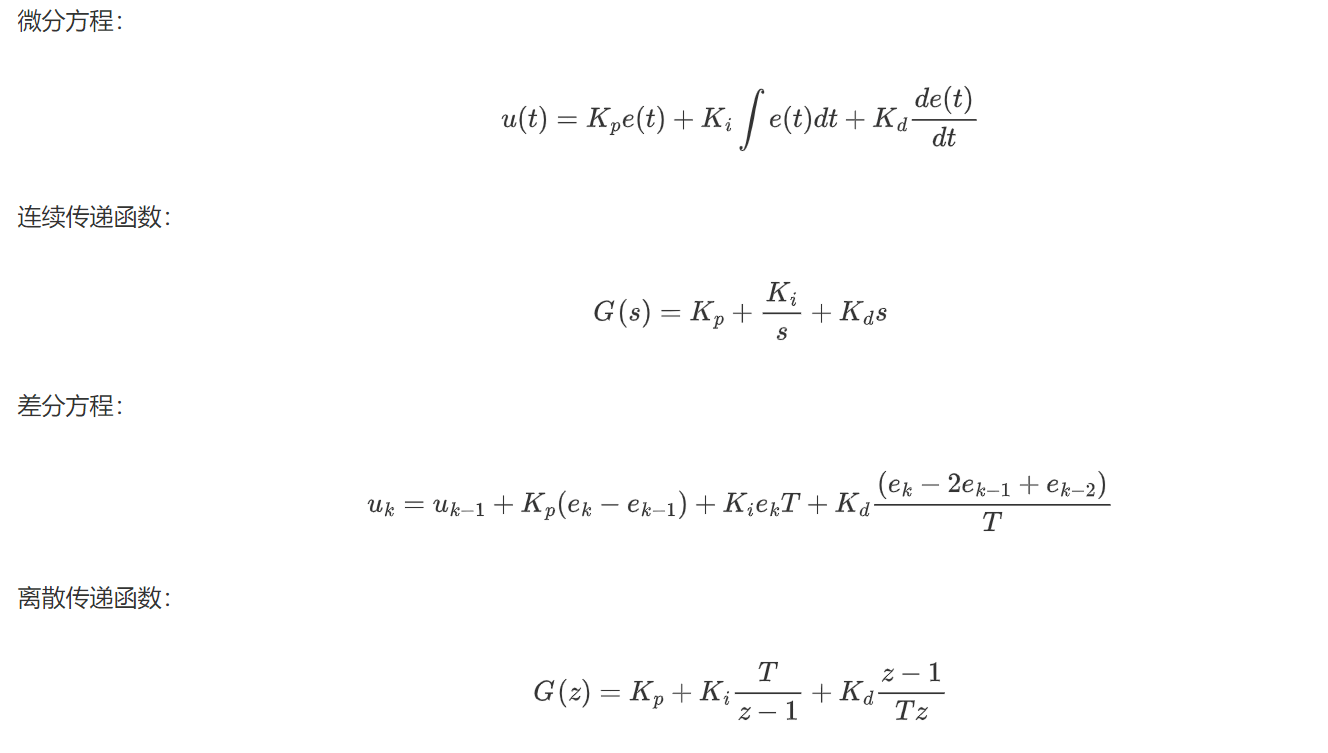 微分方程：
$$u(t) = K_p e(t) + K_i \int e(t)dt + K_d \frac{de(t)}{dt}$$
连续传递函数：
$$G(s) = K_p + \frac{K_i}{s} + K_d s$$
差分方程：
$$u_k = u_{k-1} + K_p(e_k - e_{k-1}) + K_i e_k T + K_d \frac{(e_k - 2e_{k-1} + e_{k-2})}{T}$$
离散传递函数：
$$G(z) = K_p + K_i \frac{T}{z-1} + K_d \frac{z-1}{Tz}$$